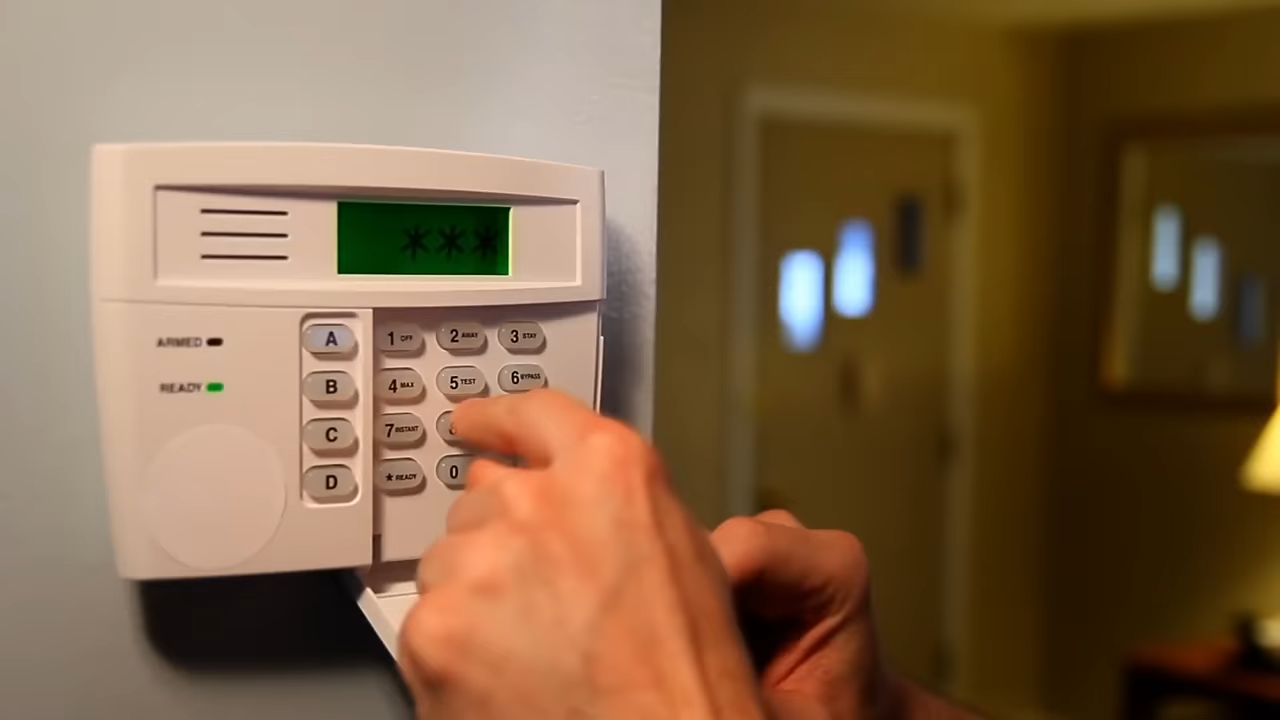 ***
ARMED
A 1 OFF 2 AWAY 3 STAY
READY
B 4 MAX 5 TEST 6 BYPASS
C 7 INSTANT
D * READY 0